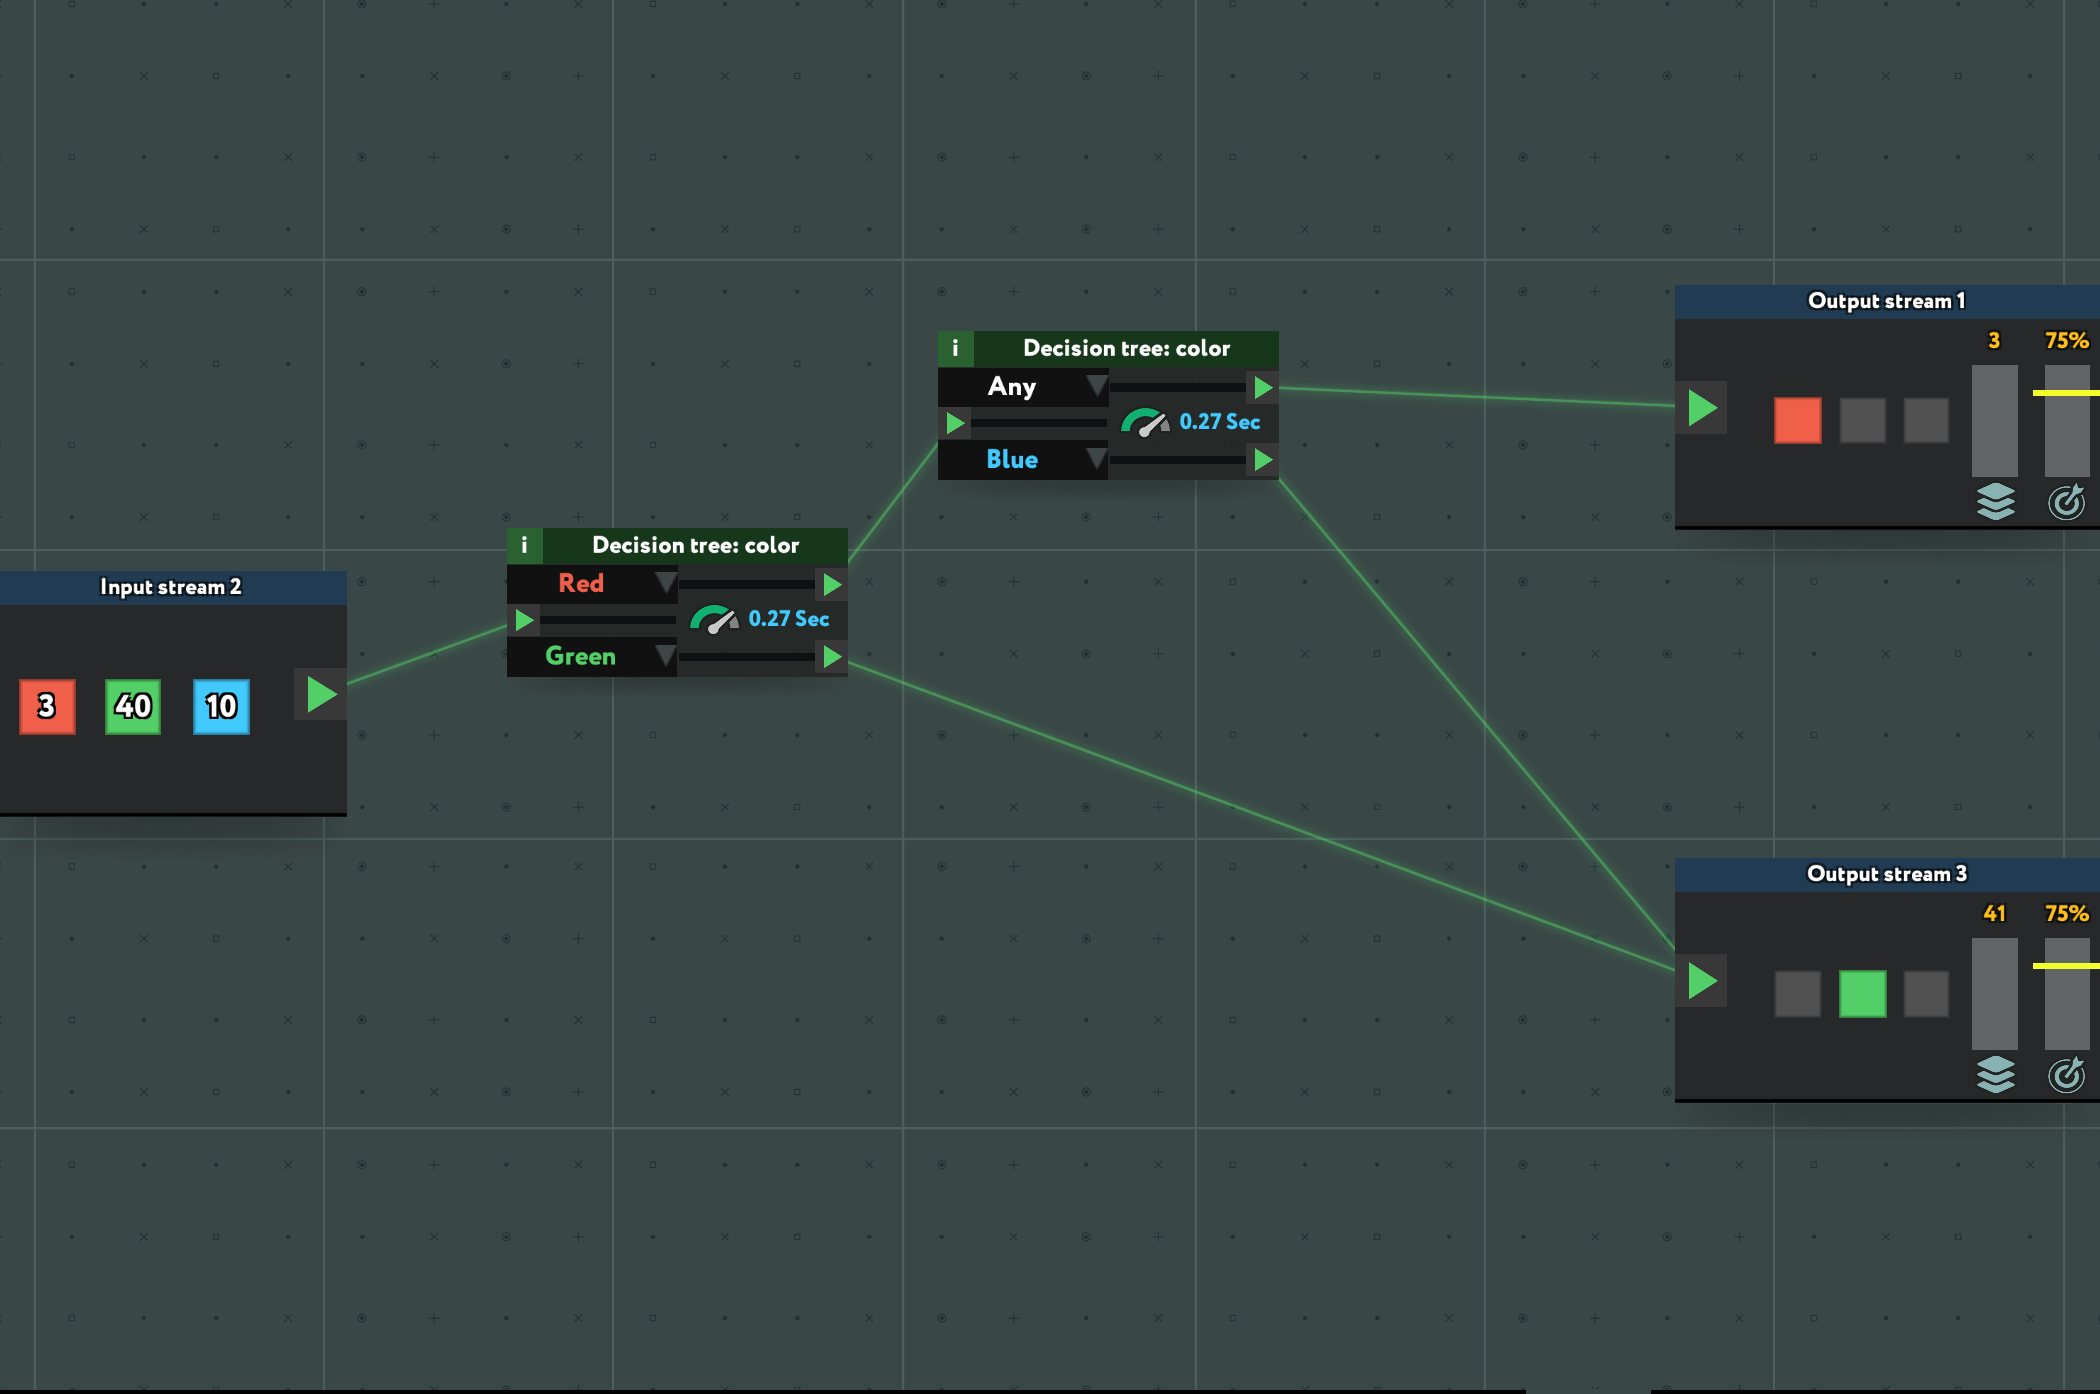 Output stream 1
3 75%
i Decision tree: color
Any
0.27 Sec
Blue
i Decision tree: color
Red
0.27 Sec
Green
Input stream 2
3 40 10
Output stream 3
41 75%